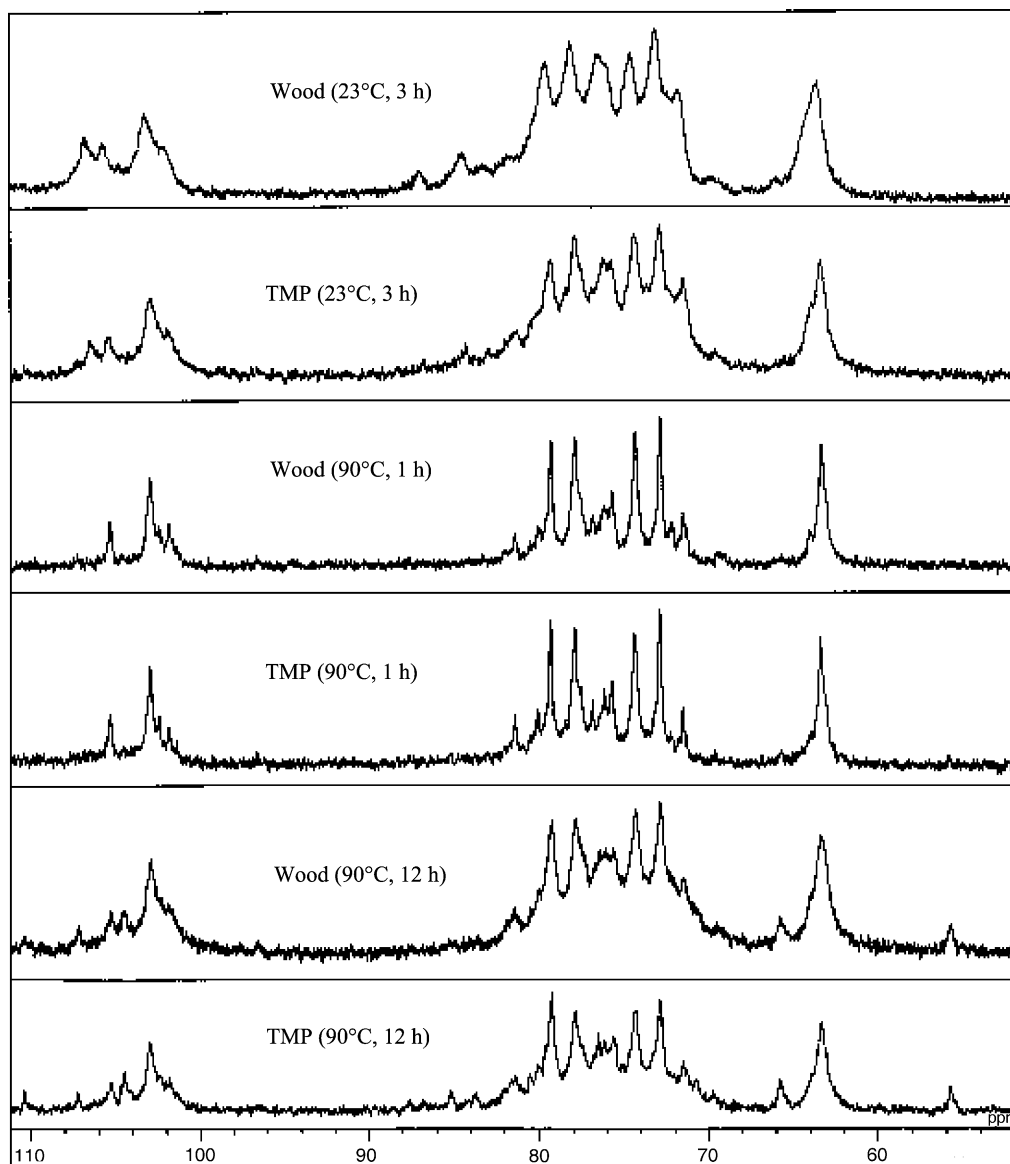 Wood (23°C, 3 h)
TMP (23°C, 3 h)
Wood (90°C, 1 h)
TMP (90°C, 1 h)
Wood (90°C, 12 h)
TMP (90°C, 12 h)
ppm
110 100 90 80 70 60